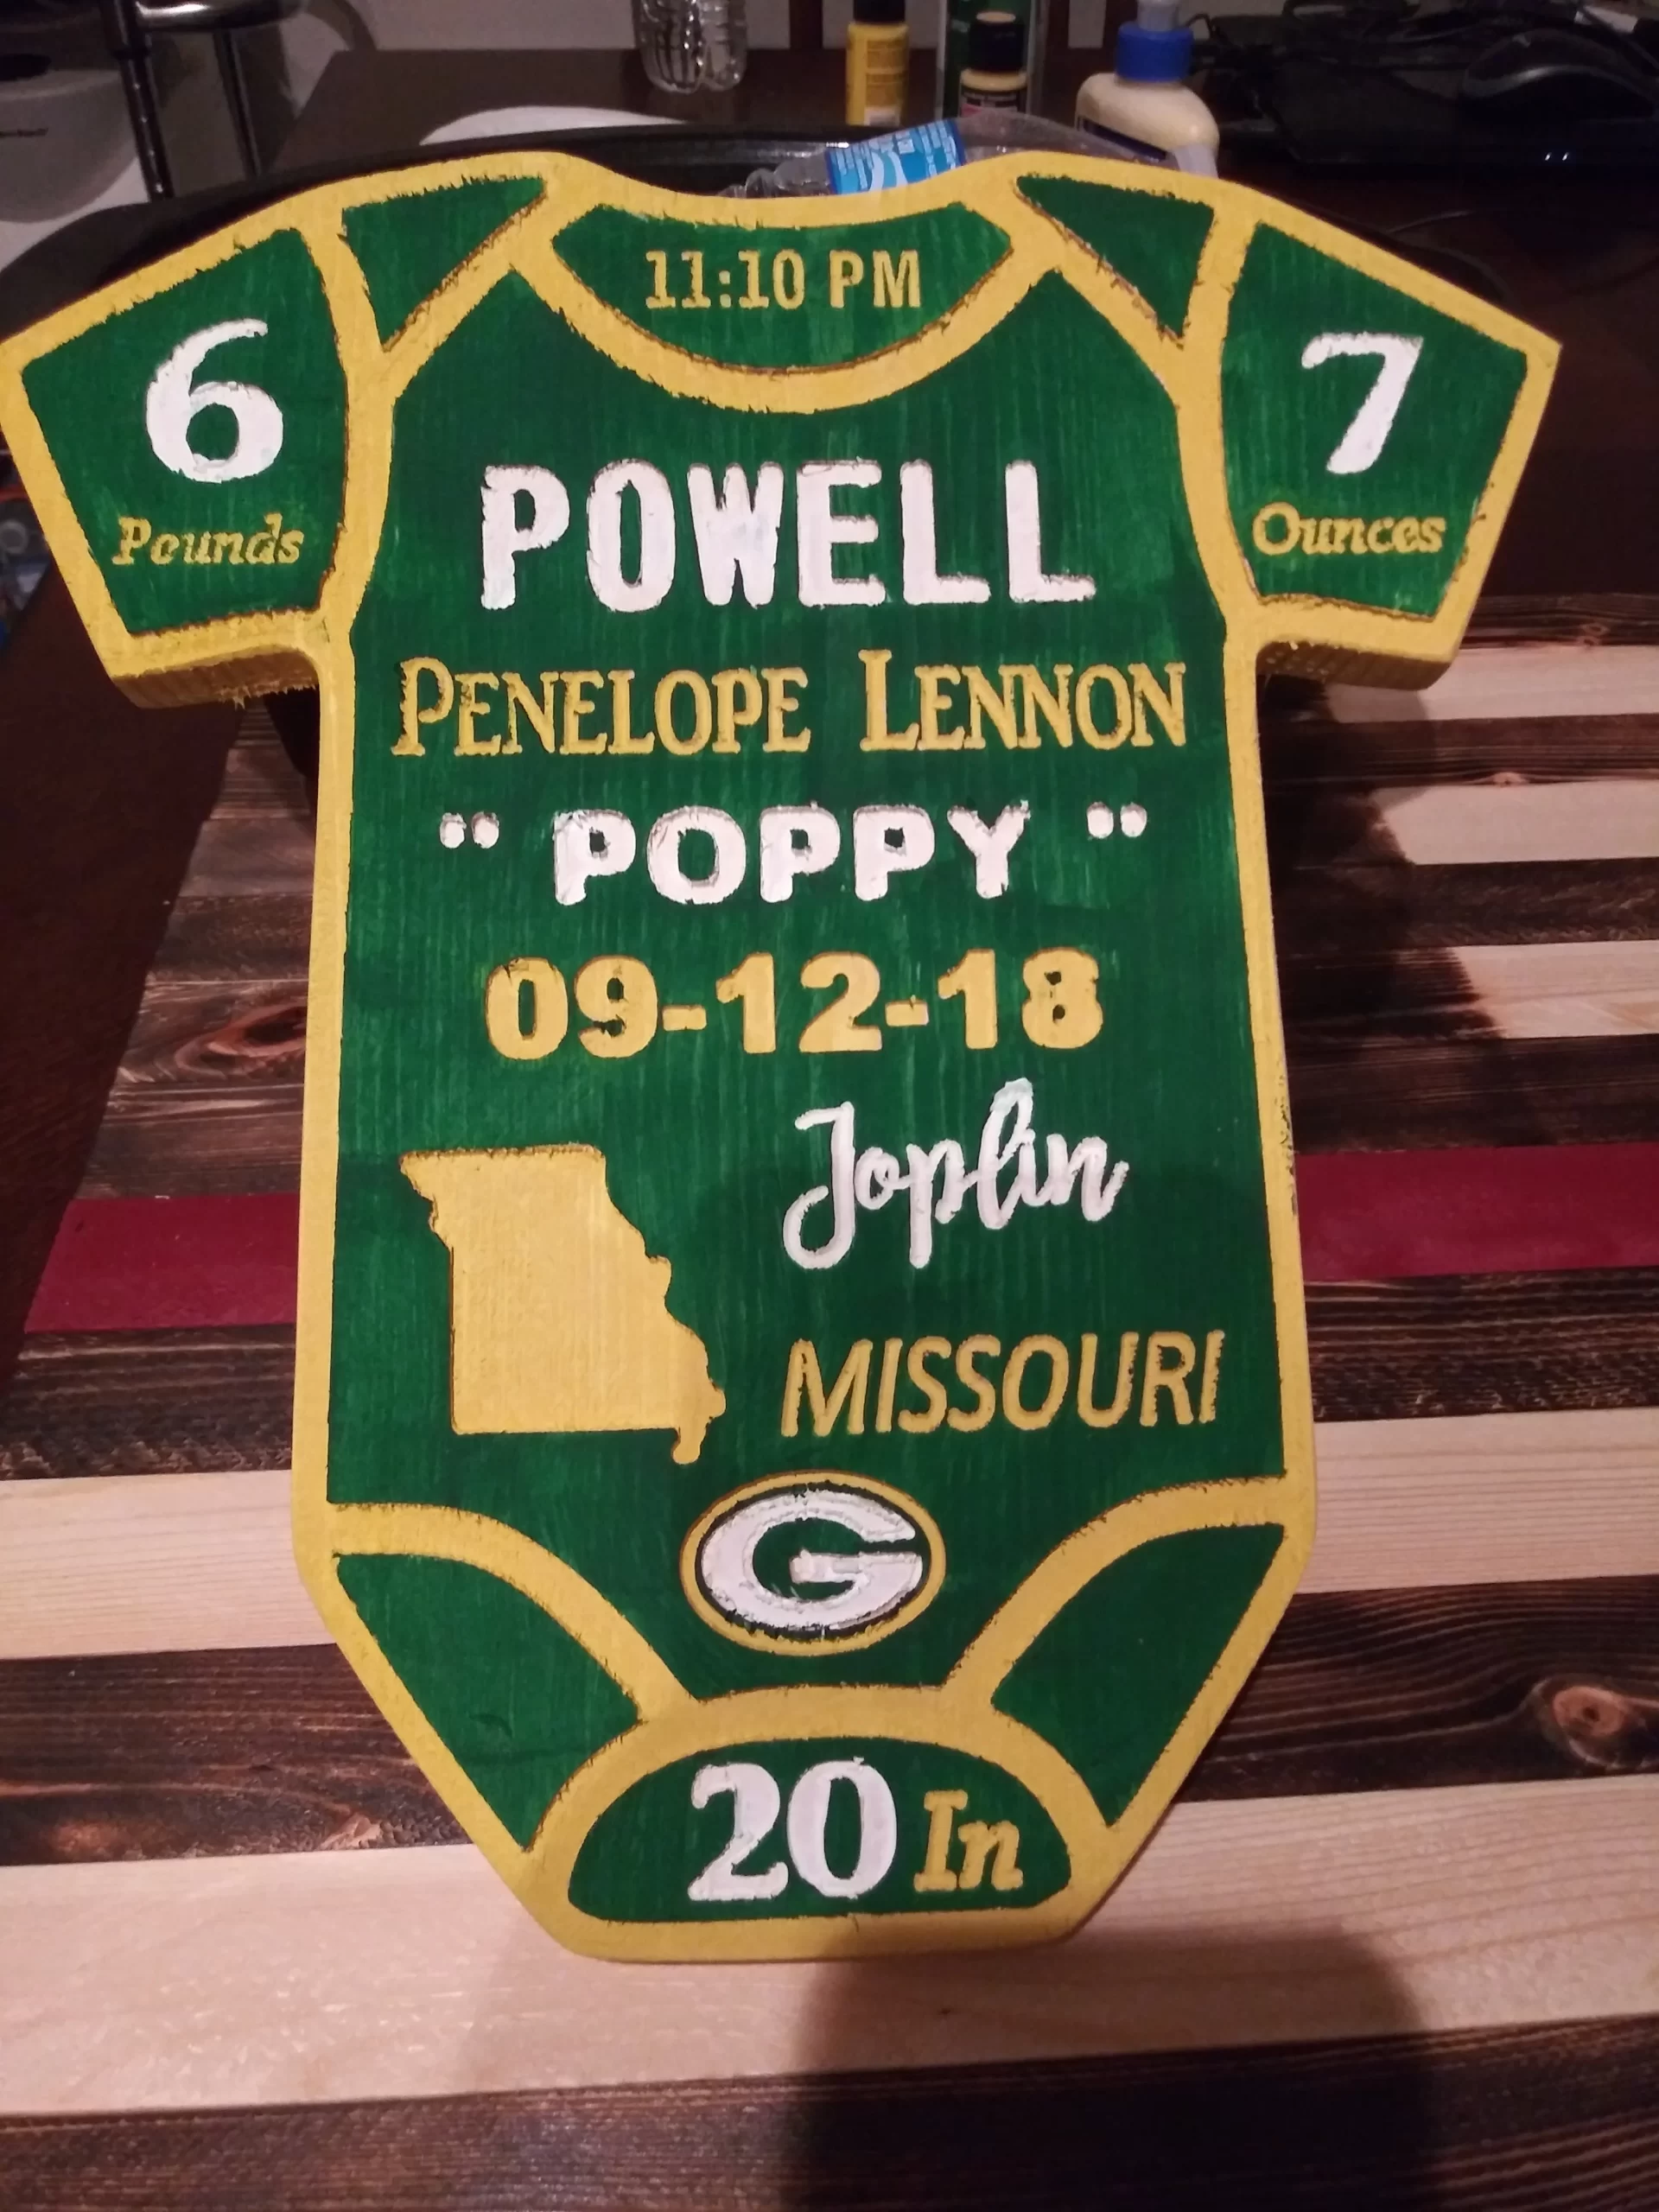 11:10 PM
6
Pounds
7
Ounces
POWELL
PENELOPE LENNON
" POPPY "
09-12-18
Joplin
MISSOURI
G
20 In